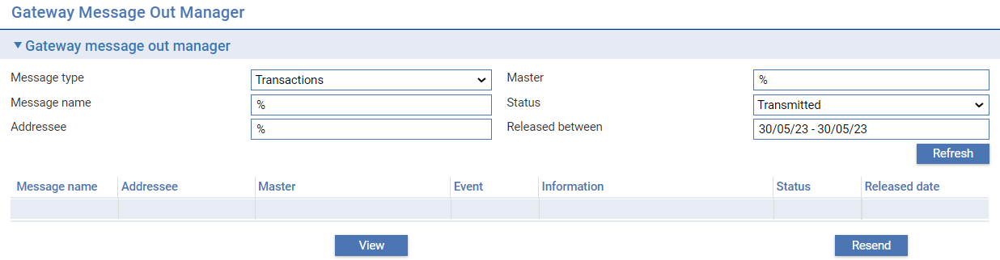 Gateway Message Out Manager
Gateway message out manager
Message type Transactions Master %
Message name % Status Transmitted
Addressee % Released between 30/05/23 - 30/05/23
Refresh
Message name Addressee Master Event Information Status Released date
View Resend